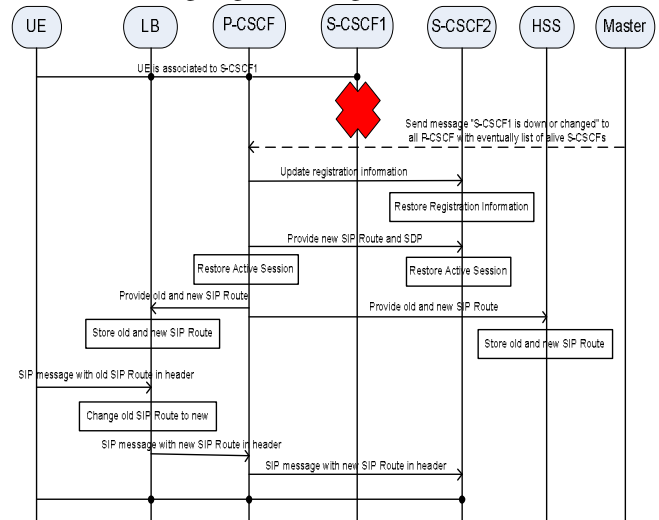 UE
LB
P-CSCF
S-CSCF1
S-CSCF2
HSS
Master
UE is associated to S-CSCF1
Send message "S-CSCF1 is down or changed" to
all P-CSCF with eventually list of alive S-CSCFs
Update registration information
Restore Registration Information
Provide new SIP Route and SDP
Restore Active Session
Restore Active Session
Provide old and new SIP Route
Provide old and new SIP Route
Store old and new SIP Route
Store old and new SIP Route
SIP message with old SIP Route in header
Change old SIP Route to new
SIP message with new SIP Route in header
SIP message with new SIP Route in header